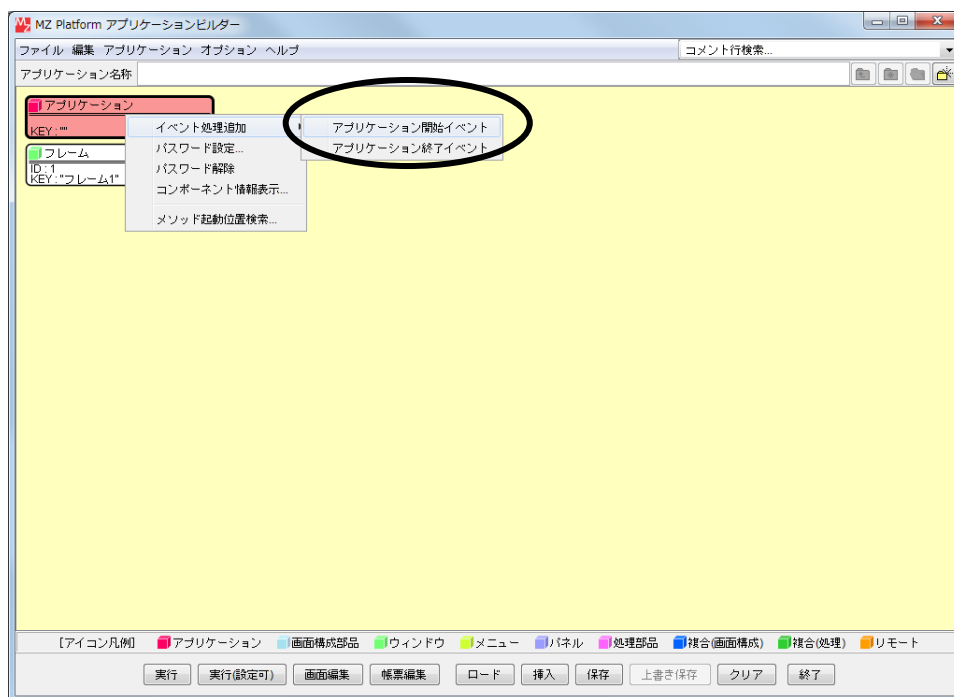 MZ Platform アプリケーションビルダー
ファイル 編集 アプリケーション オプション ヘルプ
コメント行検索...
アプリケーション名称
アプリケーション
KEY:""
イベント処理追加
アプリケーション開始イベント
パスワード設定...
アプリケーション終了イベント
フレーム
ID:1
パスワード解除
KEY:"フレーム1"
コンポーネント情報表示...
メソッド起動位置検索...
[アイコン凡例] アプリケーション 画面構成部品 ウィンドウ メニュー パネル 処理部品 複合(画面構成) 複合(処理) リモート
実行 実行(設定可) 画面編集 帳票編集 ロード 挿入 保存 上書き保存 クリア 終了